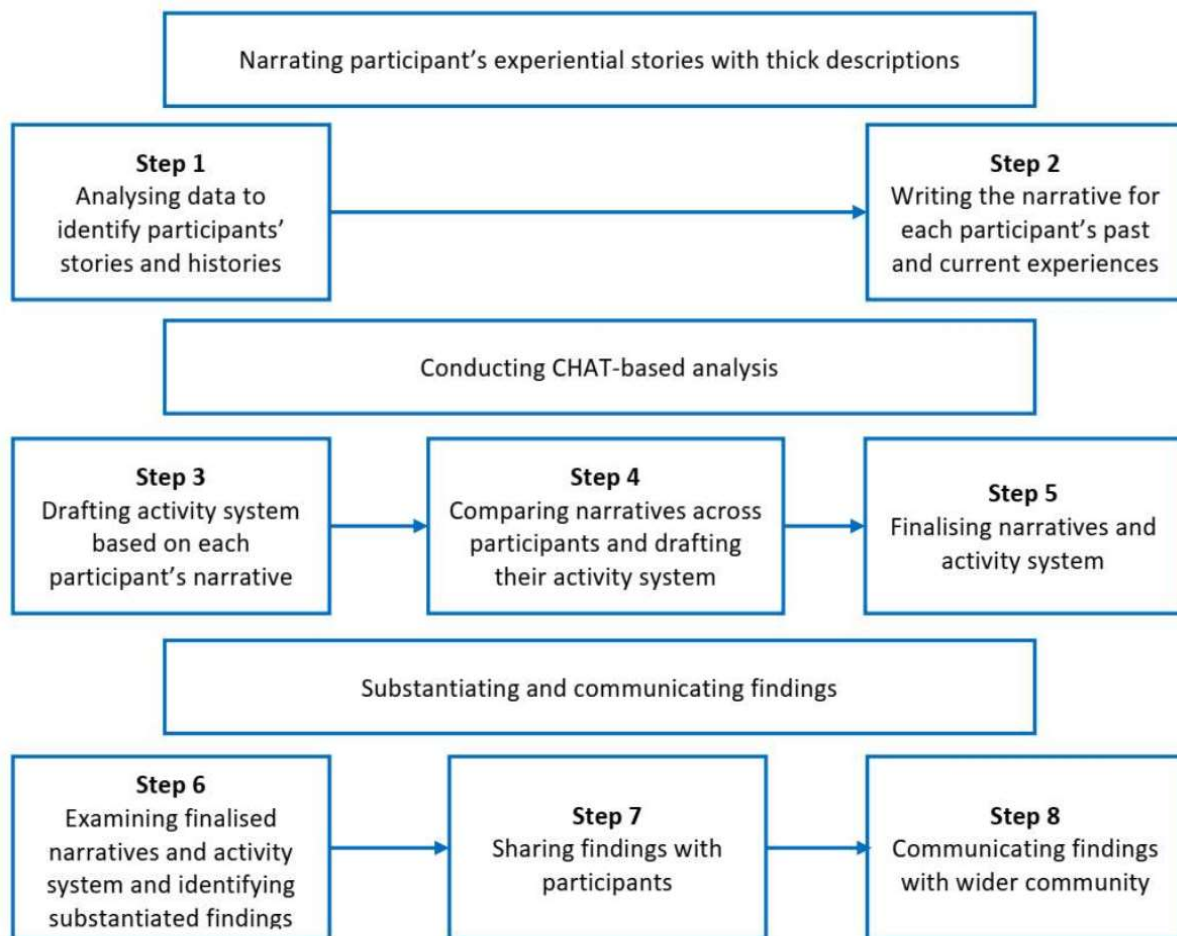 Narrating participant’s experiential stories with thick descriptions
Step 1
Analysing data to
identify participants’
stories and histories
Step 2
Writing the narrative for
each participant’s past
and current experiences
Conducting CHAT-based analysis
Step 3
Drafting activity system
based on each
participant’s narrative
Step 4
Comparing narratives across
participants and drafting
their activity system
Step 5
Finalising narratives and
activity system
Substantiating and communicating findings
Step 6
Examining finalised
narratives and activity
system and identifying
substantiated findings
Step 7
Sharing findings with
participants
Step 8
Communicating findings
with wider community